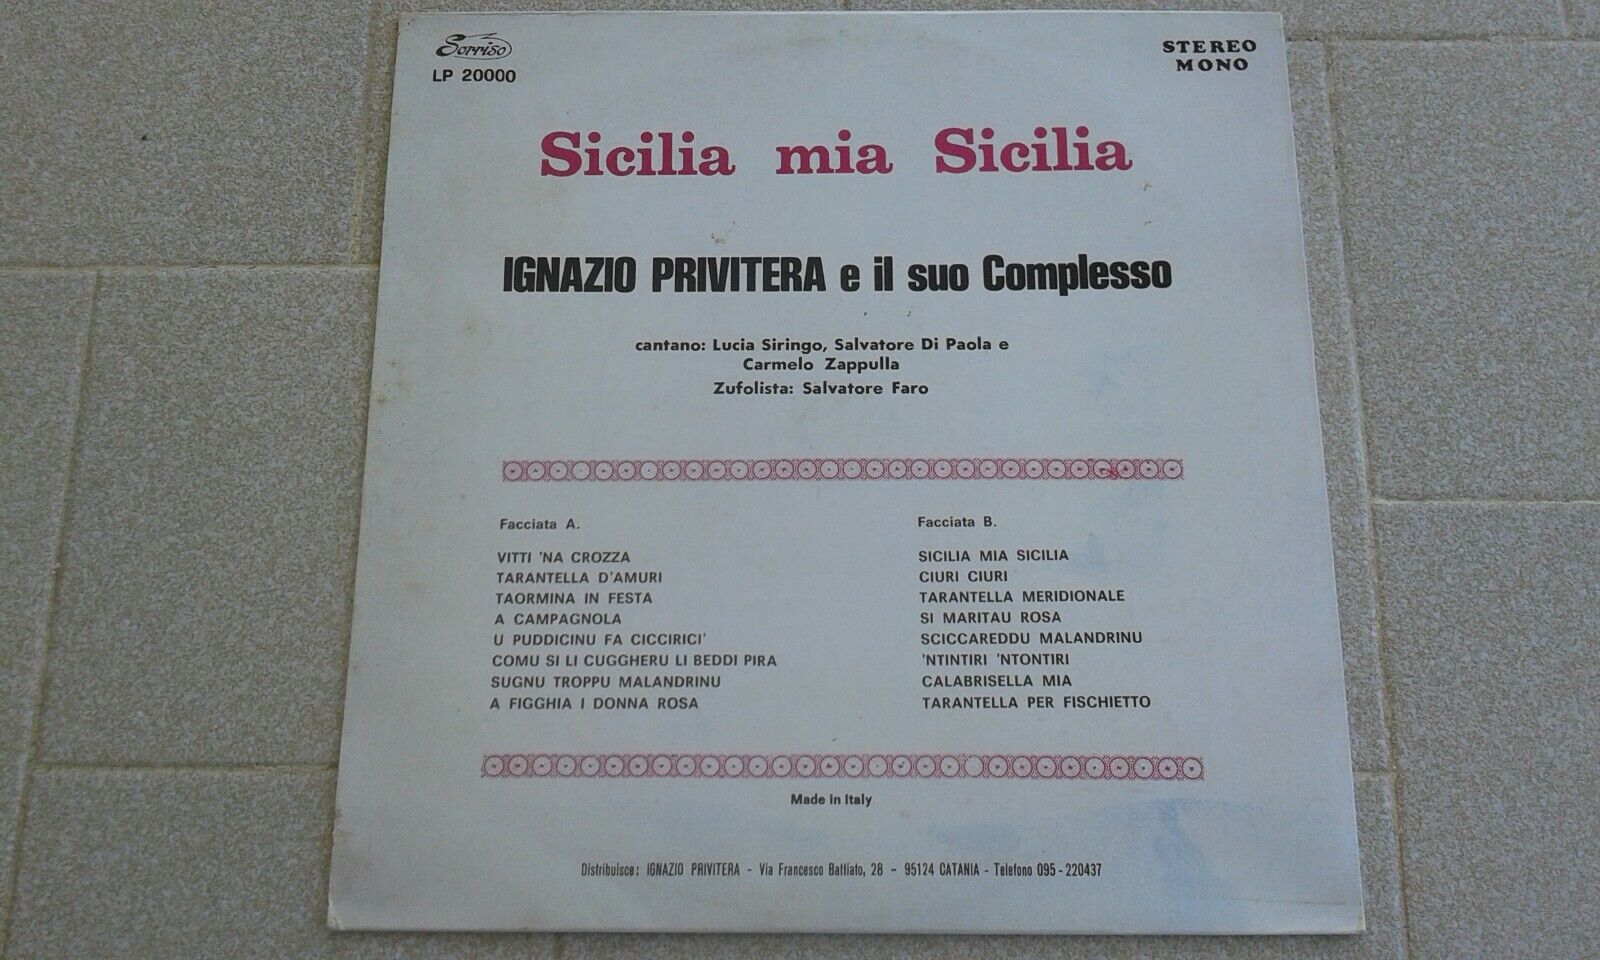 Sorriso
LP 20000
STEREO
MONO
Sicilia mia Sicilia
IGNAZIO PRIVITERA e il suo Complesso
cantano: Lucia Siringo, Salvatore Di Paola e
Carmelo Zappulla
Zufolista: Salvatore Faro
Facciata A.
VITTI 'NA CROZZA
TARANTELLA D'AMURI
TAORMINA IN FESTA
A CAMPAGNOLA
U PUDDICINU FA CICCIRICI'
COMU SI LI CUGGHERU LI BEDDI PIRA
SUGNU TROPPU MALANDRINU
A FIGGHIA I DONNA ROSA
Facciata B.
SICILIA MIA SICILIA
CIURI CIURI
TARANTELLA MERIDIONALE
SI MARITAU ROSA
SCICCAREDDU MALANDRINU
'NTINTIRI 'NTONTIRI
CALABRISELLA MIA
TARANTELLA PER FISCHIETTO
Made in Italy
Distribuisce: IGNAZIO PRIVITERA - Via Francesco Battiato, 28 - 95124 CATANIA - Telefono 095-220437